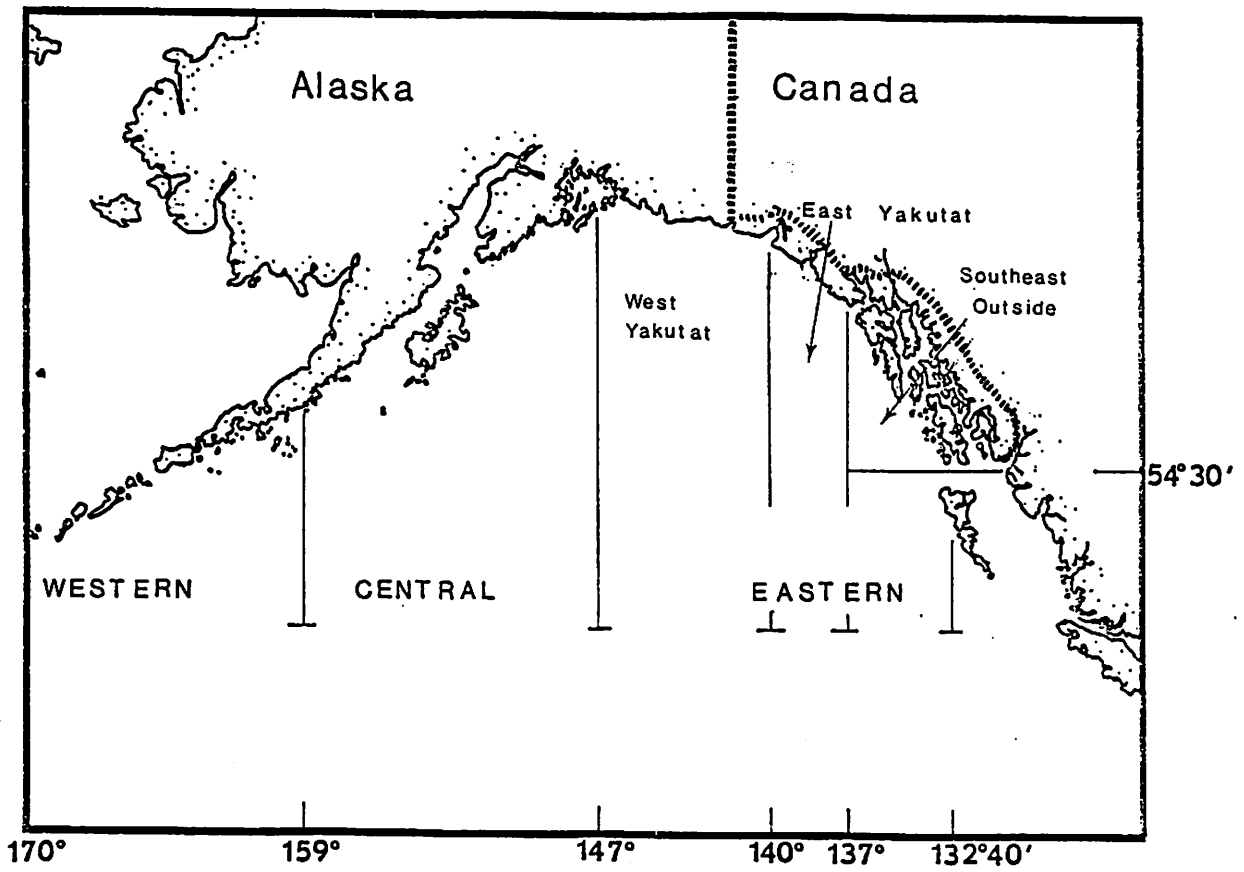 Alaska
Canada
East Yakutat
Southeast
Outside
West
Yakutat
54°30'
WESTERN
CENTRAL
EASTERN
170°
159°
147°
140°
137°
132°40'